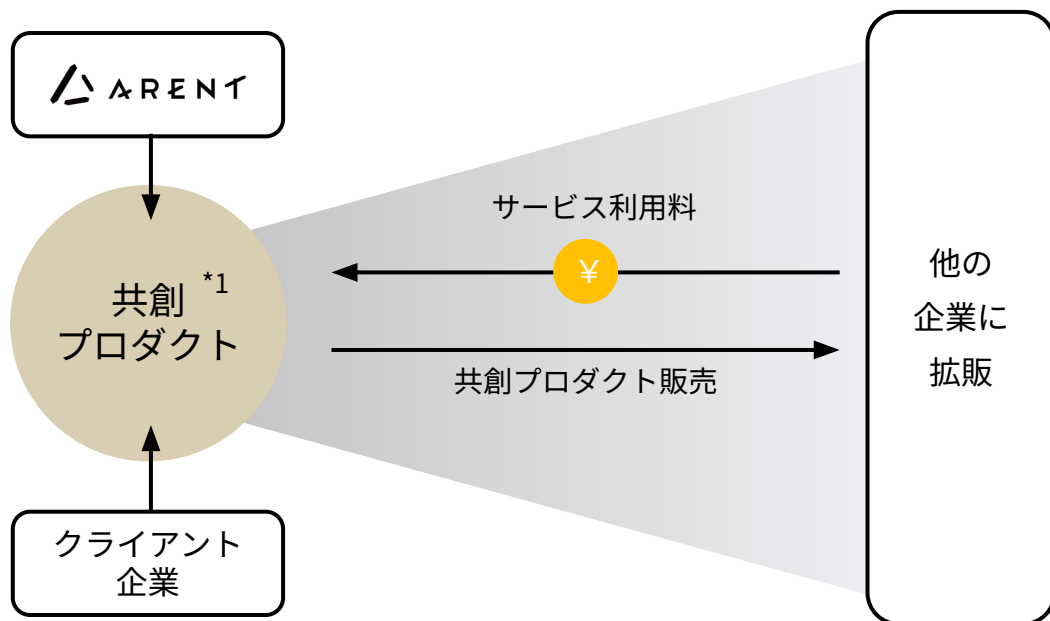 ARENT
サービス利用料
¥
共創 *1
プロダクト
共創プロダクト販売
他の
企業に
拡販
クライアント
企業